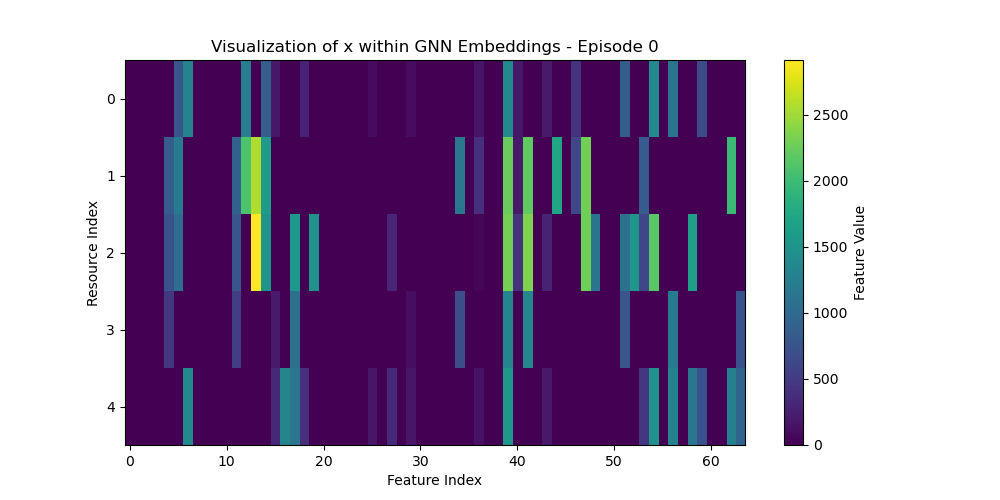 Visualization of x within GNN Embeddings - Episode 0
0
1
2
3
4
Resource Index
0 10 20 30 40 50 60
Feature Index
2500
2000
1500
1000
500
0
Feature Value